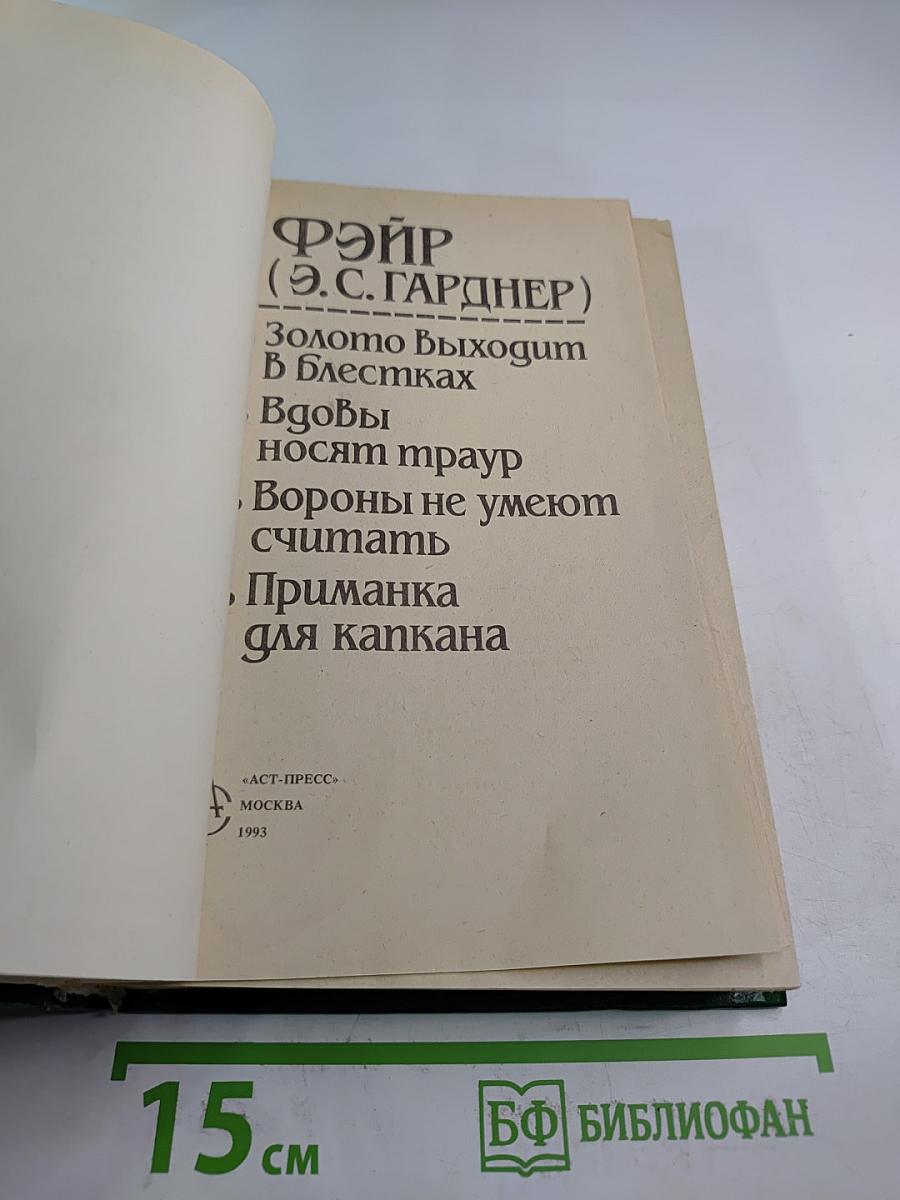 ФЭЙР
(Э. С. ГАРДНЕР)
Золото выходит
в блестках
Вдовы
носят траур
Вороны не умеют
считать
Приманка
для капкана
«АСТ-ПРЕСС»
МОСКВА
1993
15 см
БФ БИБЛИОФАН